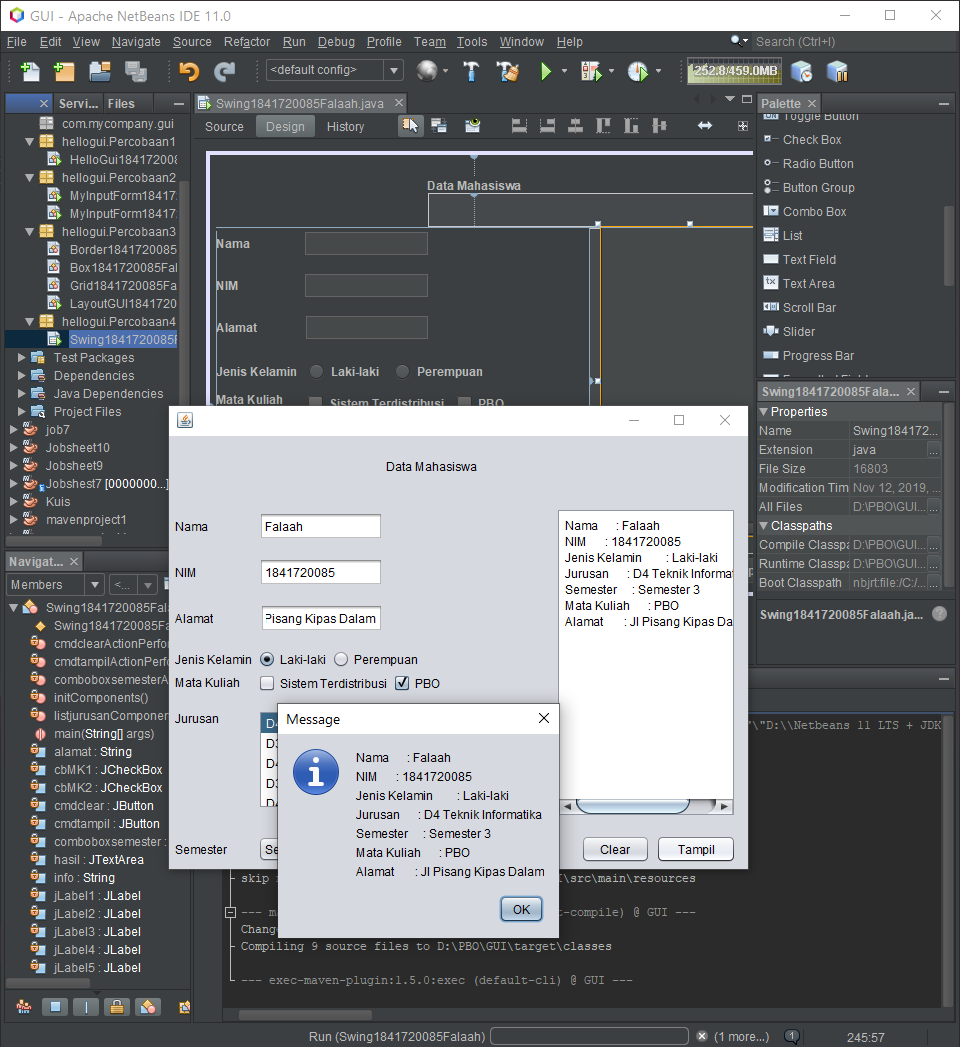 GUI - Apache NetBeans IDE 11.0
File Edit View Navigate Source Refactor Run Debug Profile Team Tools Window Help
Search (Ctrl+I)
<default config>
252.8/459.0MB
Servi... Files
Swing1841720085Falaah.java
Source Design History
com.mycompany.gui
hellogui.Percobaan1
HelloGui18417200
hellogui.Percobaan2
MyInputForm18417
MyInputForm18417
hellogui.Percobaan3
Border1841720085
Box1841720085Fal
Grid1841720085Fa
LayoutGUI1841720
hellogui.Percobaan4
Swing1841720085F
Test Packages
Dependencies
Java Dependencies
Project Files
job7
Jobsheet10
Jobsheet9
Jobshest7 [0000000...]
Kuis
mavenproject1
Data Mahasiswa
Nama
NIM
Alamat
Jenis Kelamin Laki-laki Perempuan
Mata Kuliah Sistem Terdistribusi PBO
Palette
Toggle Button
Check Box
Radio Button
Button Group
Combo Box
List
Text Field
Text Area
Scroll Bar
Slider
Progress Bar
Swing1841720085Falaa...
Properties
Name Swing184172...
Extension java ...
File Size 16803
Modification Tim Nov 12, 2019, ...
All Files D:\PBO\GUI... ...
Classpaths
Compile Classpa D:\PBO\GUI... ...
Runtime Classpa D:\PBO\GUI... ...
Boot Classpath nbjrt:file:/C:/... ...
Swing1841720085Falaah.ja...
Navigat...
Members <...
Swing1841720085Fala
Swing1841720085F
cmdclearActionPerfo
cmdtampilActionPerf
comboboxsemesterA
initComponents()
listjurusanComponen
main(String[] args)
alamat : String
cbMK1 : JCheckBox
cbMK2 : JCheckBox
cmdclear : JButton
cmdtampil : JButton
comboboxsemester :
hasil : JTextArea
info : String
jLabel1 : JLabel
jLabel2 : JLabel
jLabel3 : JLabel
jLabel4 : JLabel
jLabel5 : JLabel
Data Mahasiswa
Nama Falaah
NIM 1841720085
Alamat Pisang Kipas Dalam
Jenis Kelamin Laki-laki Perempuan
Mata Kuliah Sistem Terdistribusi PBO
Jurusan
D4
D3
D4
D3
D4
Semester Se
Nama : Falaah
NIM : 1841720085
Jenis Kelamin : Laki-laki
Jurusan : D4 Teknik Informat
Semester : Semester 3
Mata Kuliah : PBO
Alamat : Jl Pisang Kipas Da
Clear Tampil
Message
Nama : Falaah
NIM : 1841720085
Jenis Kelamin : Laki-laki
Jurusan : D4 Teknik Informatika
Semester : Semester 3
Mata Kuliah : PBO
Alamat : Jl Pisang Kipas Dalam
OK
"\"D:\\Netbeans 11 LTS + JDK
skip \src\main\resources
--- m t-compile) @ GUI ---
Chang
Compiling 9 source files to D:\PBO\GUI\target\classes
--- exec-maven-plugin:1.5.0:exec (default-cli) @ GUI ---
Run (Swing1841720085Falaah) (1 more...) 1 245:57